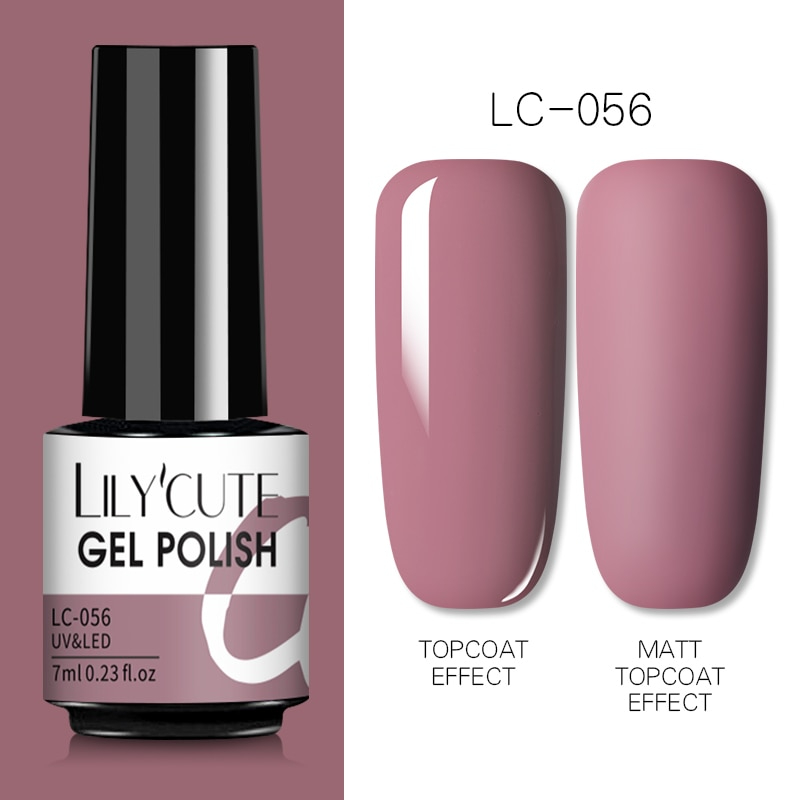 LILY'CUTE
GEL POLISH
LC-056
UV&LED
7ml 0.23 fl.oz
LC-056
TOPCOAT
EFFECT
MATT
TOPCOAT
EFFECT